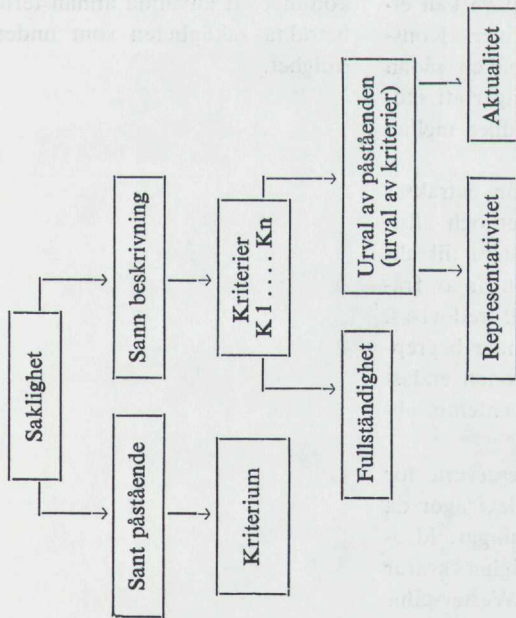 Saklighet
Sant påstående
Sann beskrivning
Kriterium
Kriterier
K 1 ..... Kn
Fullständighet
Urval av påståenden
(urval av kriterier)
Representativitet
Aktualitet